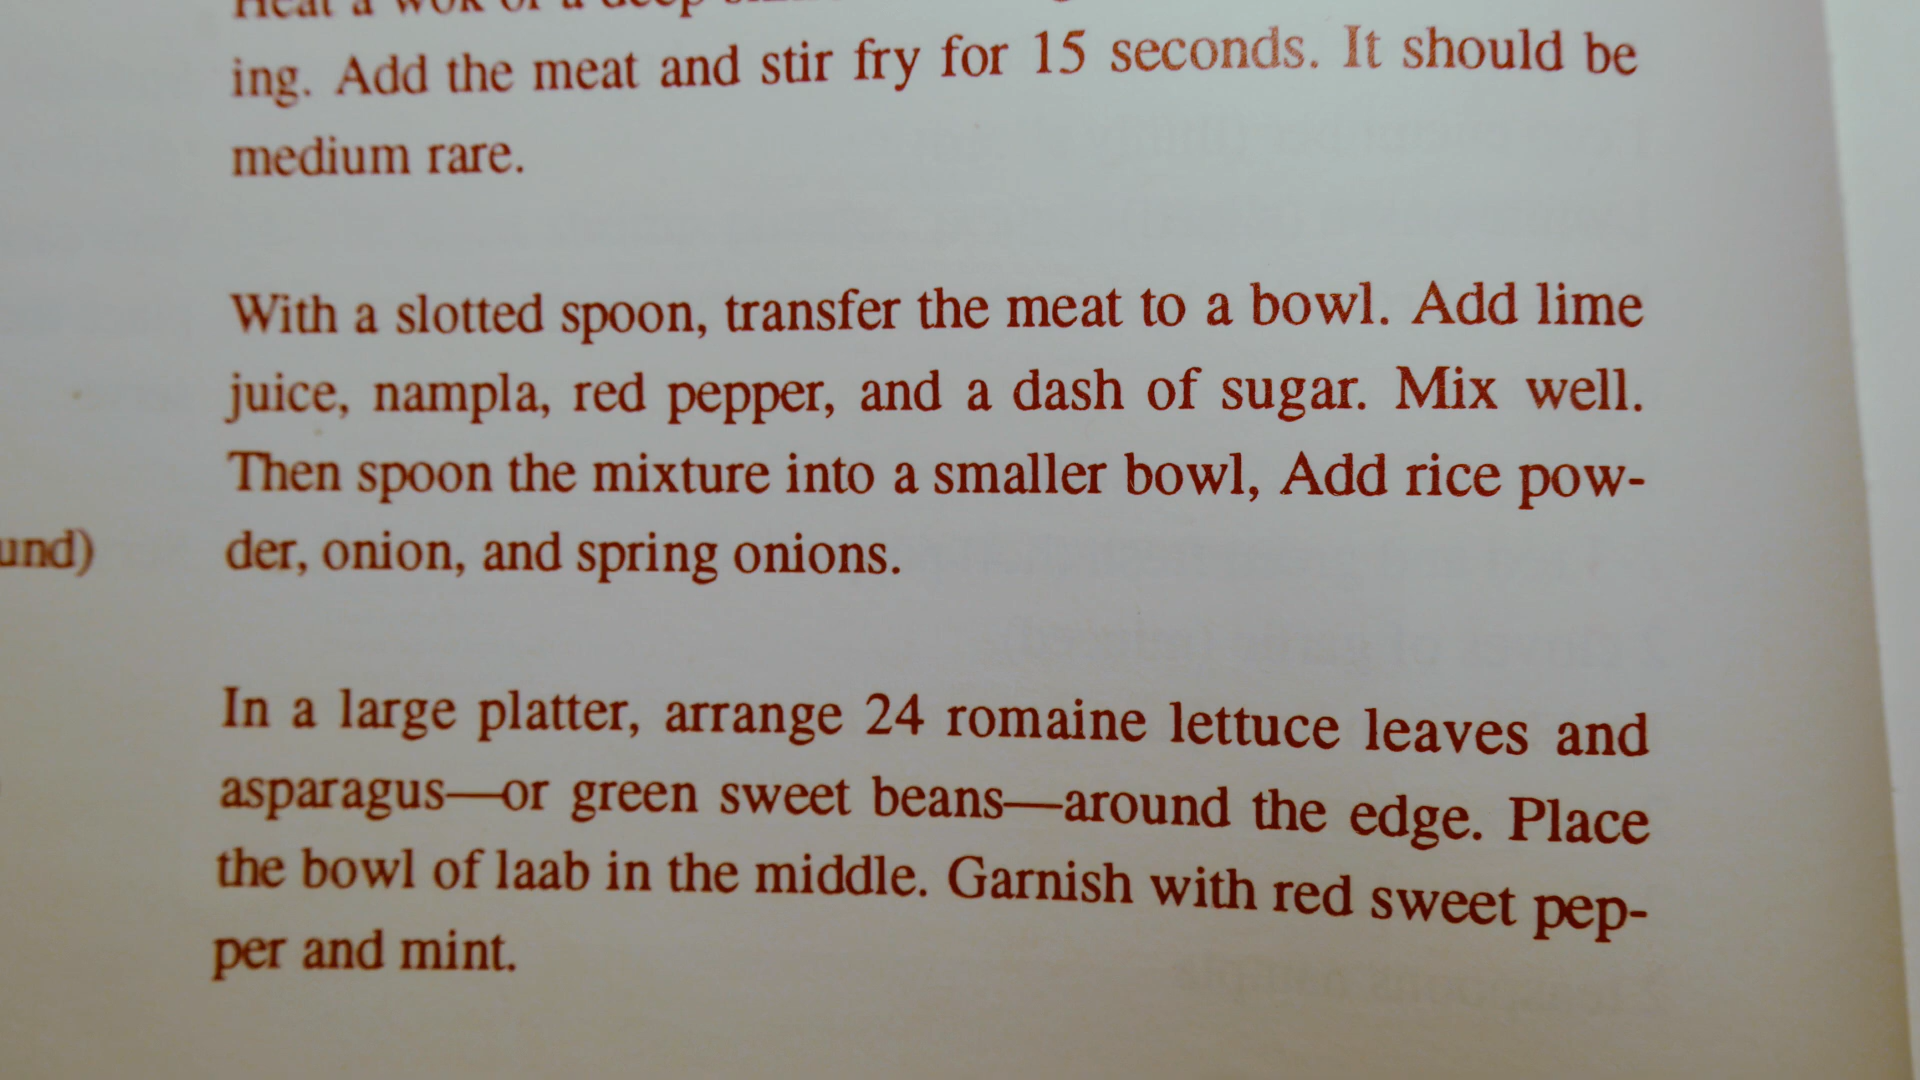 Heat a wok or a deep
ing. Add the meat and stir fry for 15 seconds. It should be
medium rare.
With a slotted spoon, transfer the meat to a bowl. Add lime
juice, nampla, red pepper, and a dash of sugar. Mix well.
Then spoon the mixture into a smaller bowl, Add rice pow-
und)
der, onion, and spring onions.
In a large platter, arrange 24 romaine lettuce leaves and
asparagus—or green sweet beans—around the edge. Place
the bowl of laab in the middle. Garnish with red sweet pep-
per and mint.